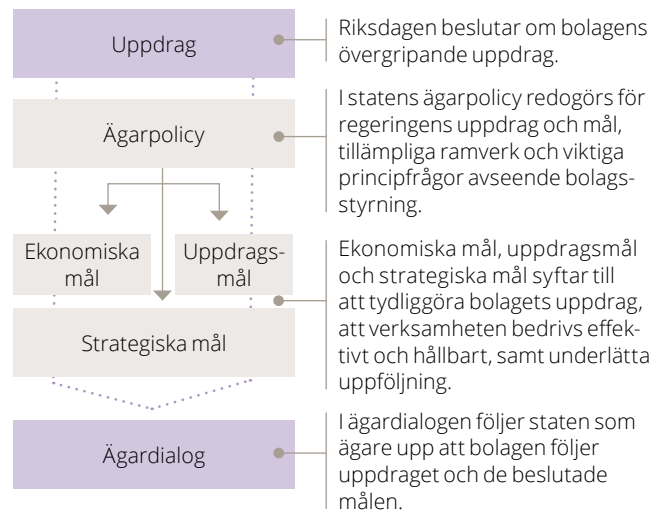 Uppdrag
Riksdagen beslutar om bolagens
övergripande uppdrag.
Ägarpolicy
I statens ägarpolicy redogörs för
regeringens uppdrag och mål,
tillämpliga ramverk och viktiga
principfrågor avseende bolags-
styrning.
Ekonomiska
mål
Uppdrags-
mål
Strategiska mål
Ekonomiska mål, uppdragsmål
och strategiska mål syftar till
att tydliggöra bolagets uppdrag,
att verksamheten bedrivs effek-
tivt och hållbart, samt underlätta
uppföljning.
Ägardialog
I ägardialogen följer staten som
ägare upp att bolagen följer
uppdraget och de beslutade
målen.